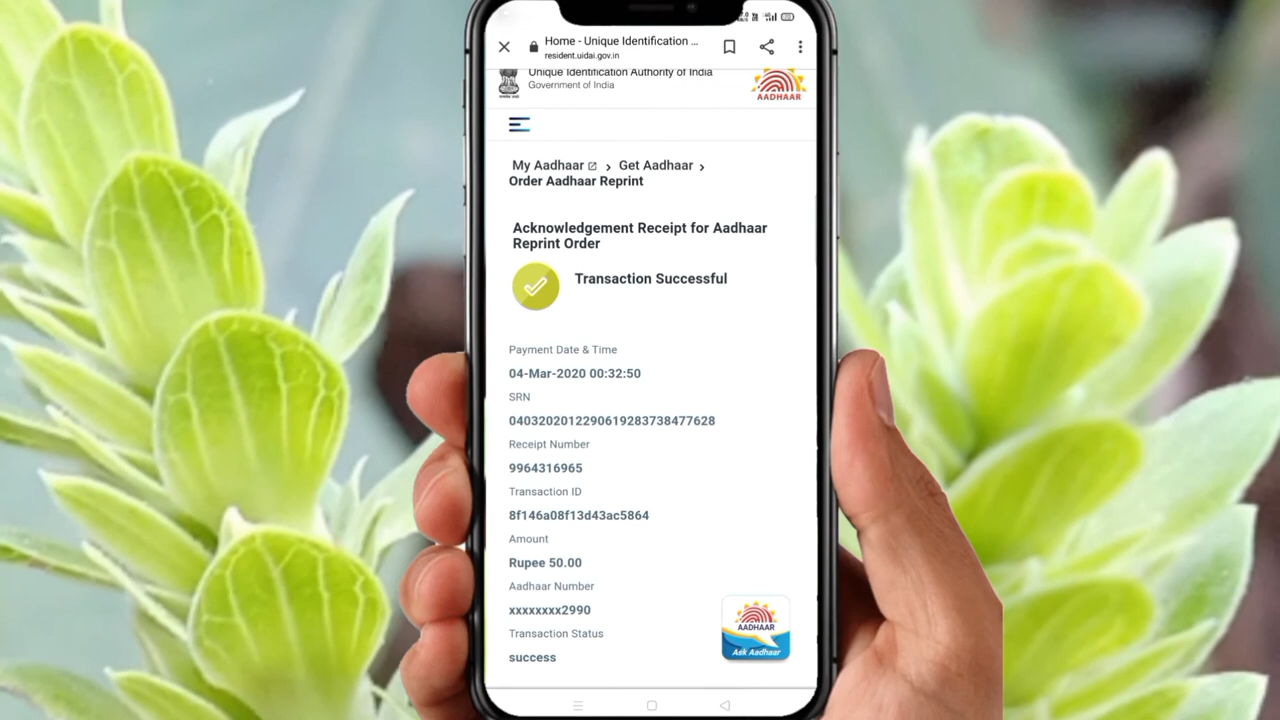 Home - Unique Identification ...
resident.uidai.gov.in
Unique Identification Authority of India
Government of India
AADHAAR
My Aadhaar > Get Aadhaar >
Order Aadhaar Reprint
Acknowledgement Receipt for Aadhaar
Reprint Order
Transaction Successful
Payment Date & Time
04-Mar-2020 00:32:50
SRN
0403202012290619283738477628
Receipt Number
9964316965
Transaction ID
8f146a08f13d43ac5864
Amount
Rupee 50.00
Aadhaar Number
xxxxxxxx2990
Transaction Status
success
AADHAAR
Ask Aadhaar